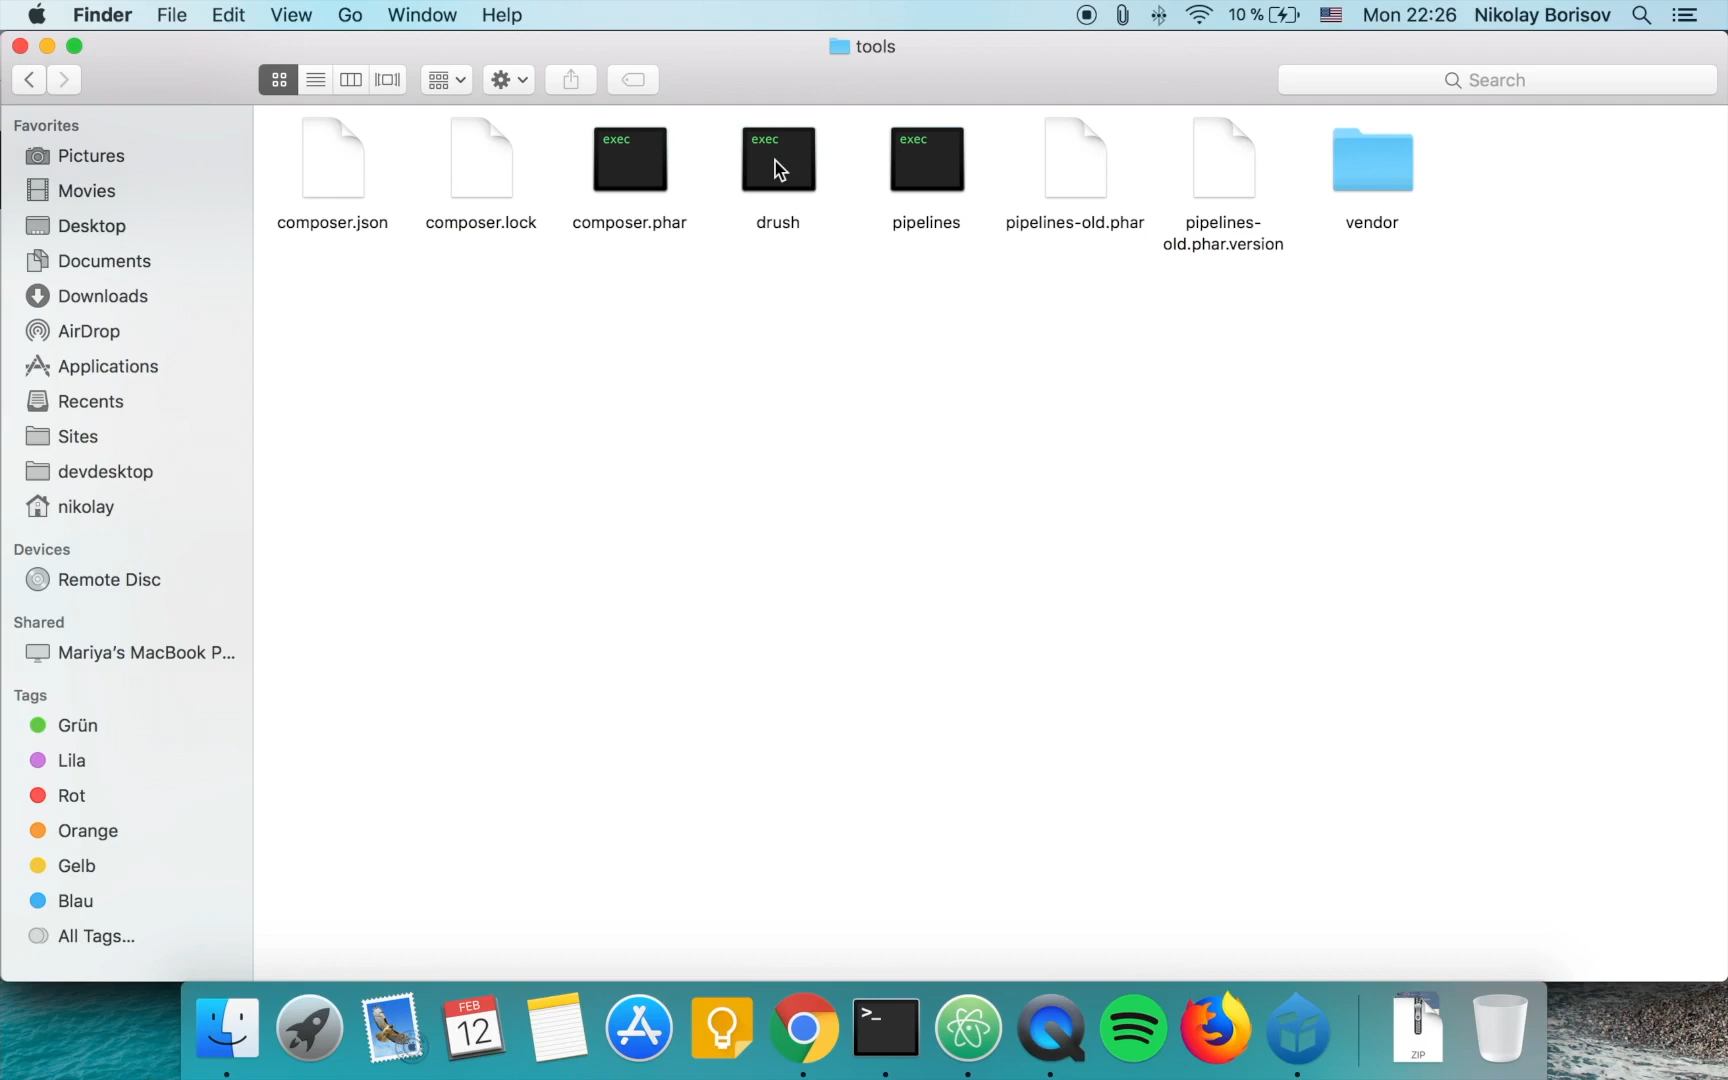 Finder File Edit View Go Window Help 10 % Mon 22:26 Nikolay Borisov
tools
Search
Favorites
Pictures
Movies
Desktop
Documents
Downloads
AirDrop
Applications
Recents
Sites
devdesktop
nikolay
Devices
Remote Disc
Shared
Mariya's MacBook P...
Tags
Grün
Lila
Rot
Orange
Gelb
Blau
All Tags...
exec exec exec
composer.json composer.lock composer.phar drush pipelines pipelines-old.phar pipelines- vendor
old.phar.version
FEB
12
>_
ZIP